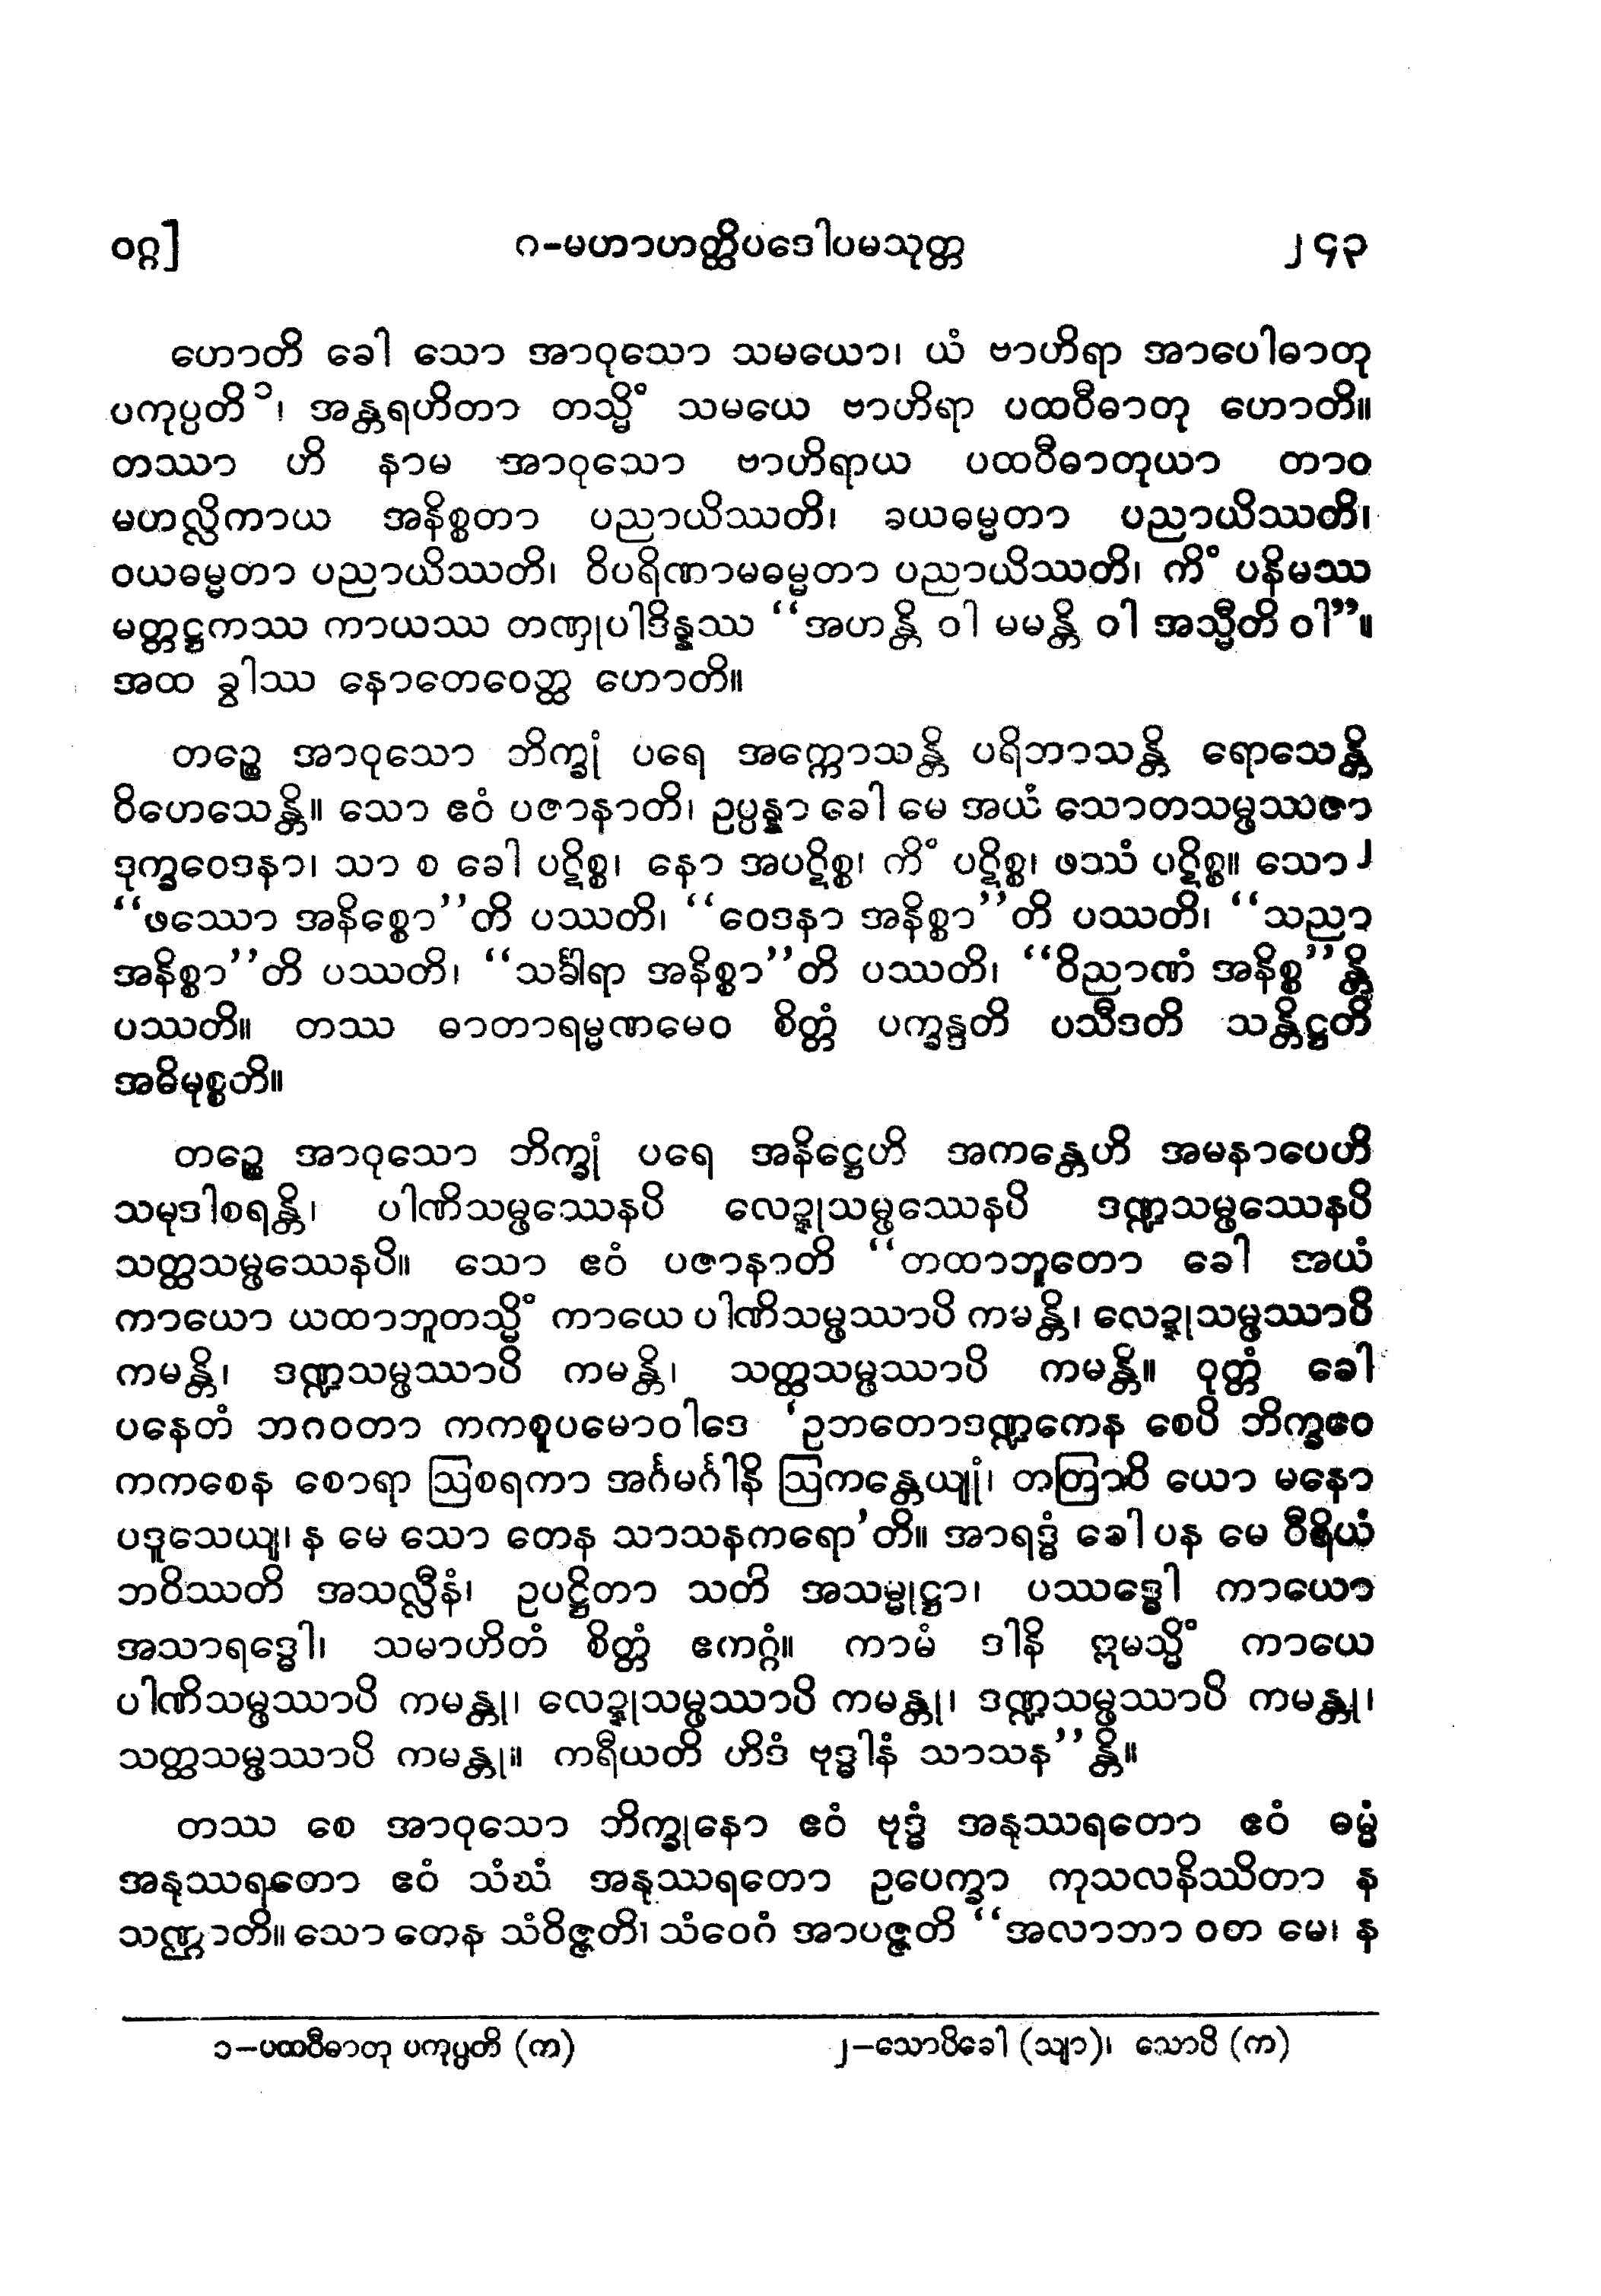 ဝဂ္ဂ]
ဂ-မဟာဟတ္ထိပဒေါပမသုတ္တ
၂၄၃
ဟောတိ ခေါ သော အာဝုသော သမယော၊ ယံ ဗာဟိရာ အာပေါဓာတု
ပကုပ္ပတိ၁၊ အန္တရဟိတာ တသ္မိံ သမယေ ဗာဟိရာ ပထဝီဓာတု ဟောတိ။
တဿာ ဟိ နာမ အာဝုသော ဗာဟိရာယ ပထဝီဓာတုယာ တာဝ
မဟလ္လိကာယ အနိစ္စတာ ပညာယိဿတိ၊ ခယဓမ္မတာ ပညာယိဿတိ၊
ဝယဓမ္မတာ ပညာယိဿတိ၊ ဝိပရိဏာမဓမ္မတာ ပညာယိဿတိ၊ ကိံ ပနိမဿ
မတ္တဋ္ဌကဿ ကာယဿ တဏှုပါဒိန္နဿ “အဟန္တိ ဝါ မမန္တိ ဝါ အသ္မီတိ ဝါ”။
အထ ခွါဿ နောတေဝေတ္ထ ဟောတိ။
တဉ္စေ အာဝုသော ဘိက္ခုံ ပရေ အက္ကောသန္တိ ပရိဘာသန္တိ ရောသေန္တိ
ဝိဟေသေန္တိ။ သော ဧဝံ ပဇာနာတိ၊ ဥပ္ပန္နာ ခေါ မေ အယံ သောတသမ္ဖဿဇာ
ဒုက္ခဝေဒနာ၊ သာ စ ခေါ ပဋိစ္စ၊ နော အပဋိစ္စ၊ ကိံ ပဋိစ္စ၊ ဖဿံ ပဋိစ္စ။ သော၂
“ဖဿော အနိစ္စော”တိ ပဿတိ၊ “ဝေဒနာ အနိစ္စာ”တိ ပဿတိ၊ “သညာ
အနိစ္စာ”တိ ပဿတိ၊ “သင်္ခါရာ အနိစ္စာ”တိ ပဿတိ၊ “ဝိညာဏံ အနိစ္စ”န္တိ
ပဿတိ။ တဿ ဓာတာရမ္မဏမေဝ စိတ္တံ ပက္ခန္ဒတိ ပသီဒတိ သန္တိဋ္ဌတိ
အဓိမုစ္စတိ။
တဉ္စေ အာဝုသော ဘိက္ခုံ ပရေ အနိဋ္ဌေဟိ အကန္တေဟိ အမနာပေဟိ
သမုဒါစရန္တိ၊ ပါဏိသမ္ဖဿေနပိ လေဍ္ဍုသမ္ဖဿေနပိ ဒဏ္ဍသမ္ဖဿေနပိ
သတ္ထသမ္ဖဿေနပိ။ သော ဧဝံ ပဇာနာတိ “တထာဘူတော ခေါ အယံ
ကာယော ယထာဘူတသ္မိံ ကာယေ ပါဏိသမ္ဖဿာပိ ကမန္တိ၊ လေဍ္ဍုသမ္ဖဿာပိ
ကမန္တိ၊ ဒဏ္ဍသမ္ဖဿာပိ ကမန္တိ၊ သတ္ထသမ္ဖဿာပိ ကမန္တိ။ ဝုတ္တံ ခေါ
ပနေတံ ဘဂဝတာ ကကစူပမောဝါဒေ ‘ဥဘတောဒဏ္ဍကေန စေပိ ဘိက္ခဝေ
ကကစေန စောရာ ဩစရကာ အင်္ဂမင်္ဂါနိ ဩကန္တေယျုံ၊ တတြာပိ ယော မနော
ပဒူသေယျ၊ န မေ သော တေန သာသနကရော’တိ။ အာရဒ္ဓံ ခေါ ပန မေ ဝီရိယံ
ဘဝိဿတိ အသလ္လီနံ၊ ဥပဋ္ဌိတာ သတိ အသမ္မုဋ္ဌာ၊ ပဿဒ္ဓေါ ကာယော
အသာရဒ္ဓေါ၊ သမာဟိတံ စိတ္တံ ဧကဂ္ဂံ။ ကာမံ ဒါနိ ဣမသ္မိံ ကာယေ
ပါဏိသမ္ဖဿာပိ ကမန္တု၊ လေဍ္ဍုသမ္ဖဿာပိ ကမန္တု၊ ဒဏ္ဍသမ္ဖဿာပိ ကမန္တု၊
သတ္ထသမ္ဖဿာပိ ကမန္တု။ ကရီယတိ ဟိဒံ ဗုဒ္ဓါနံ သာသန”န္တိ။
တဿ စေ အာဝုသော ဘိက္ခုနော ဧဝံ ဗုဒ္ဓံ အနုဿရတော ဧဝံ ဓမ္မံ
အနုဿရတော ဧဝံ သံဃံ အနုဿရတော ဥပေက္ခာ ကုသလနိဿိတာ န
သဏ္ဌာတိ။ သော တေန သံဝိဇ္ဇတိ၊ သံဝေဂံ အာပဇ္ဇတိ “အလာဘာ ဝတ မေ၊ န
၁–ပထဝီဓာတု ပကုပ္ပတိ (က)
၂–သောပိခေါ (သျာ)၊ သောပိ (က)